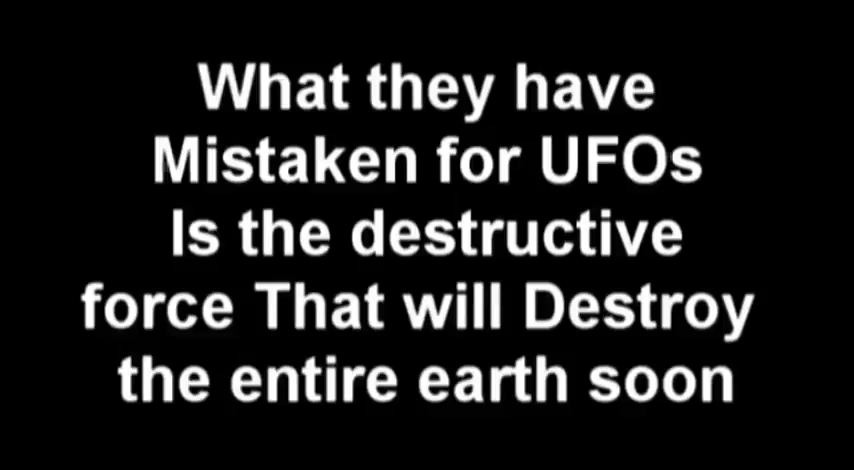 What they have
Mistaken for UFOs
Is the destructive
force That will Destroy
the entire earth soon